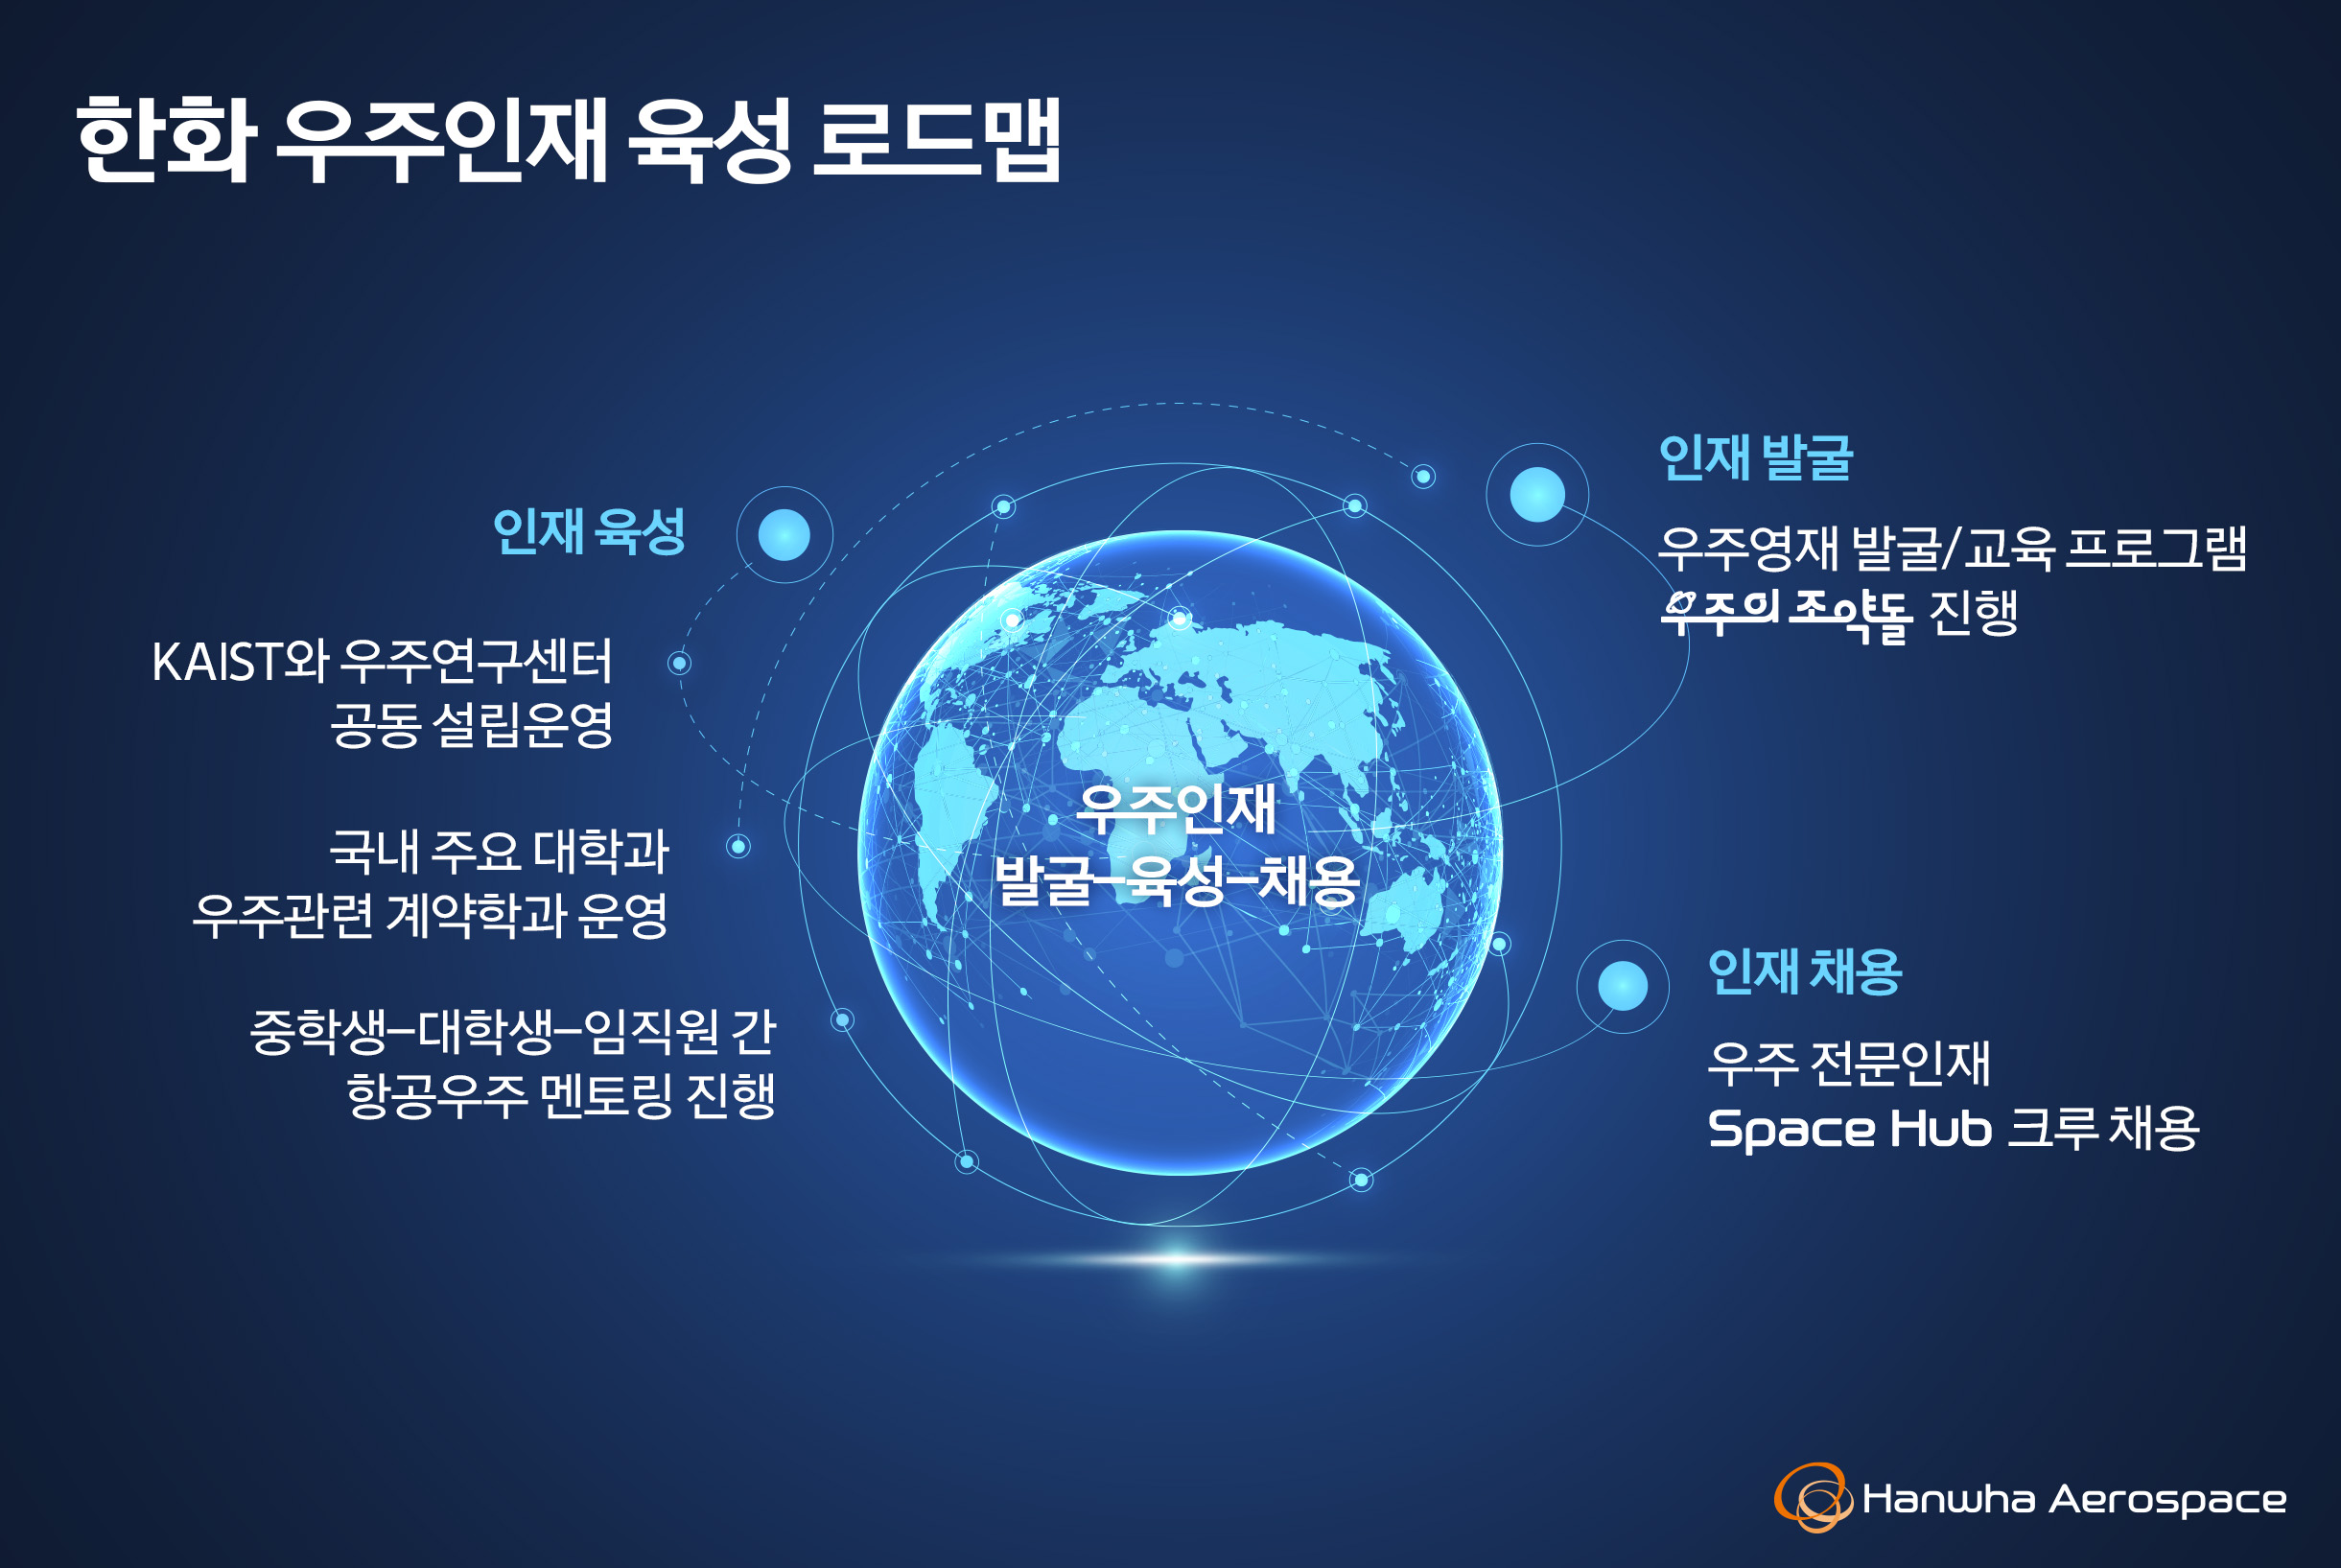 한화 우주인재 육성 로드맵
인재 육성
KAIST와 우주연구센터
공동 설립운영
국내 주요 대학과
우주관련 계약학과 운영
중학생-대학생-임직원 간
항공우주 멘토링 진행
우주인재
발굴-육성-채용
인재 발굴
우주영재 발굴/교육 프로그램
우주의 조약돌 진행
인재 채용
우주 전문인재
Space Hub 크루 채용
Hanwha Aerospace